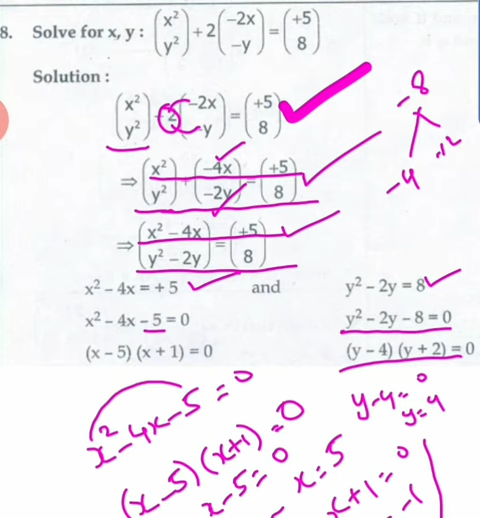 8. Solve for x, y : (x² y²) + 2(−2x −y) = (+5 8)
Solution :
(x² y²) + 2(−2x −y) = (+5 8)
⇒ (x² y²) + (−4x −2y) = (+5 8)
⇒ (x² − 4x y² − 2y) = (+5 8)
x² − 4x = + 5 and y² − 2y = 8
x² − 4x − 5 = 0 y² − 2y − 8 = 0
(x − 5) (x + 1) = 0 (y − 4) (y + 2) = 0
-8
-4 +2
x² - 4x - 5 = 0
(x - 5) (x + 1) = 0
x - 5 = 0
x = 5
x + 1 = 0
-1
y - 4 = 0
y = 4